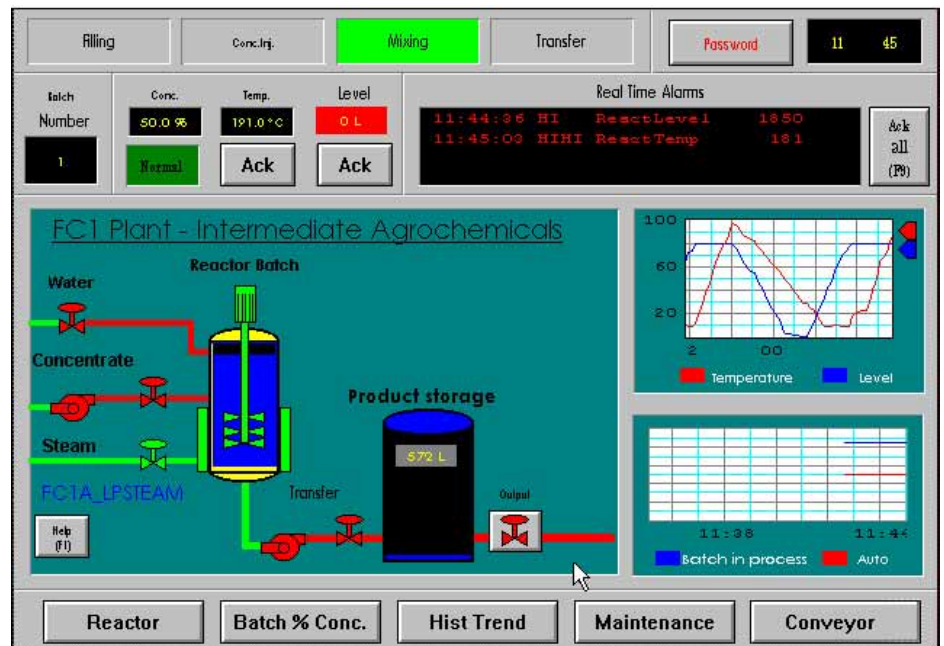 Filling
Conc.Inj.
Mixing
Transfer
Password
11 45
Batch
Number
1
Conc.
50.0 %
Normal
Temp.
191.0 °C
Ack
Level
0 L
Ack
Real Time Alarms
11:44:36 HI ReactLevel 1850
11:45:03 HIHI ReactTemp 181
Ack
all
(F9)
FC1 Plant - Intermediate Agrochemicals
Reactor Batch
Water
Concentrate
Steam
FC1A_LPSTEAM
Help
(F1)
Product storage
572 L
Transfer
Output
100
60
20
2 00
Temperature
Level
11:38 11:44
Batch in process
Auto
Reactor
Batch % Conc.
Hist Trend
Maintenance
Conveyor